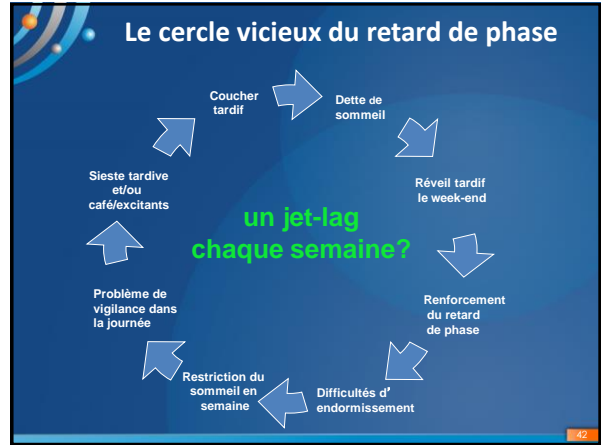 Le cercle vicieux du retard de phase
Coucher
tardif
Dette de
sommeil
Réveil tardif
le week-end
Renforcement
du retard
de phase
Difficultés d’
endormissement
Restriction du
sommeil en
semaine
Problème de
vigilance dans
la journée
Sieste tardive
et/ou
café/excitants
un jet-lag
chaque semaine?
42